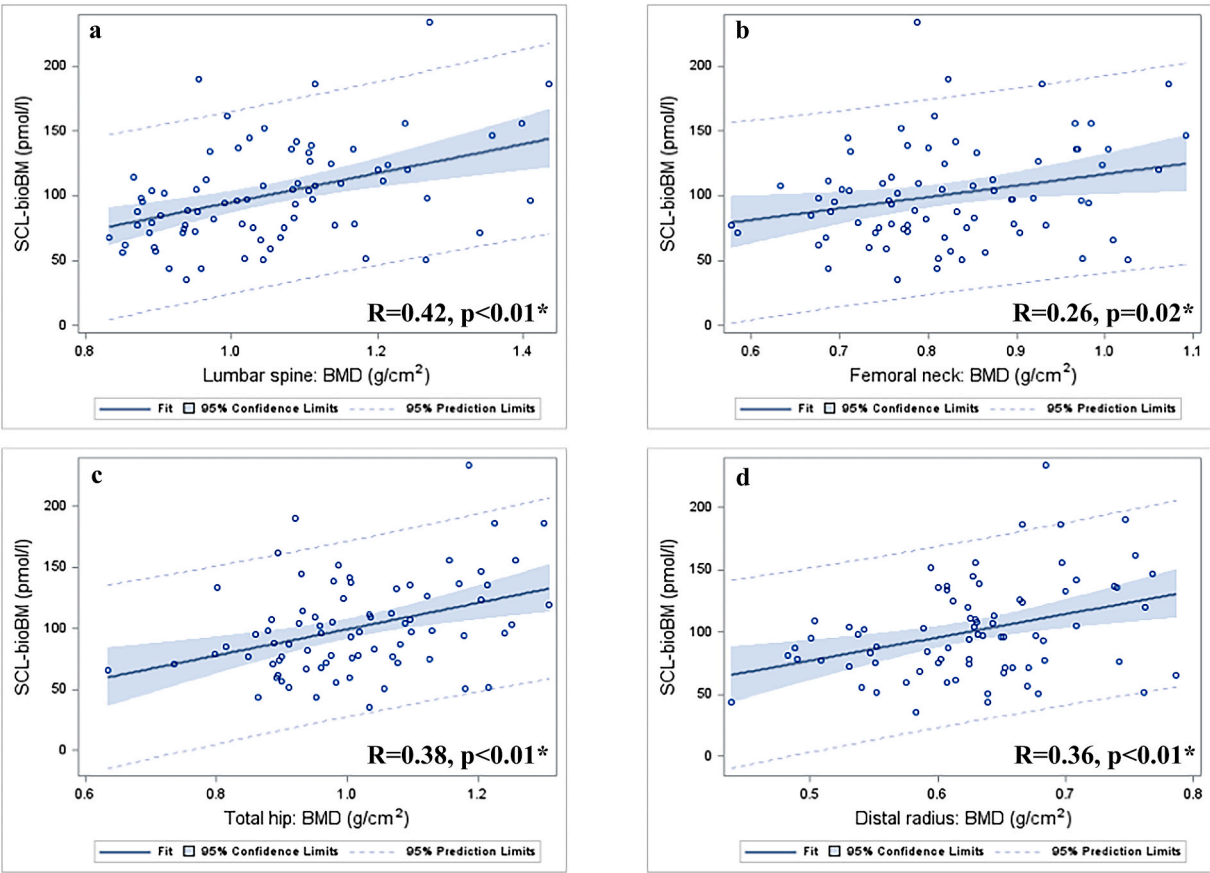 a
SCL-bioBM (pmol/l)
200
150
100
50
0
R=0.42, p<0.01*
0.8 1.0 1.2 1.4
Lumbar spine: BMD (g/cm²)
Fit 95% Confidence Limits 95% Prediction Limits
b
SCL-bioBM (pmol/l)
200
150
100
50
0
R=0.26, p=0.02*
0.6 0.7 0.8 0.9 1.0 1.1
Femoral neck: BMD (g/cm²)
Fit 95% Confidence Limits 95% Prediction Limits
c
SCL-bioBM (pmol/l)
200
150
100
50
0
R=0.38, p<0.01*
0.6 0.8 1.0 1.2
Total hip: BMD (g/cm²)
Fit 95% Confidence Limits 95% Prediction Limits
d
SCL-bioBM (pmol/l)
200
150
100
50
0
R=0.36, p<0.01*
0.5 0.6 0.7 0.8
Distal radius: BMD (g/cm²)
Fit 95% Confidence Limits 95% Prediction Limits